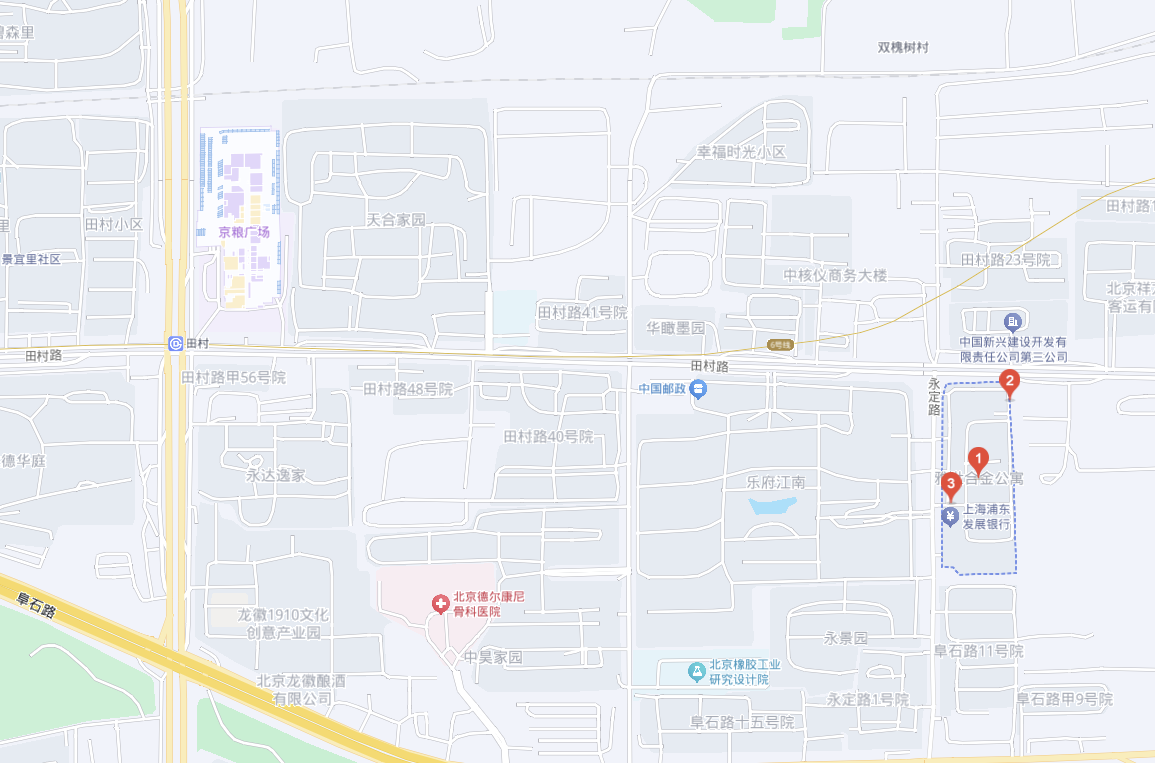 双槐树村
幸福时光小区
田村路1
天合家园
田村小区
京粮广场
景宜里社区
里
田村路23号院
中核仪商务大楼
北京祥
客运有
田村路41号院
华瞰墨园
6号线
中国新兴建设开发有
限责任公司第三公司
田村
田村路
田村路
田村路甲56号院
田村路48号院
中国邮政
永定路
2
田村路40号院
德华庭
永达逸家
乐府江南
1
合金公寓
3
上海浦东
发展银行
¥
阜石路
北京德尔康尼
骨科医院
龙徽1910文化
创意产业园
永景园
中昊家园
阜石路11号院
北京橡胶工业
研究设计院
北京龙徽酿酒
有限公司
永定路1号院
阜石路甲9号院
阜石路十五号院